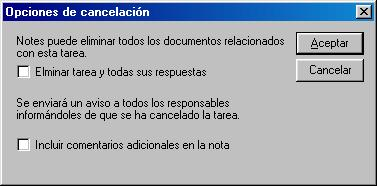 Opciones de cancelación
Notes puede eliminar todos los documentos relacionados
con esta tarea.
Elminar tarea y todas sus respuestas
Se enviará un aviso a todos los responsables
informándoles de que se ha cancelado la tarea.
Incluir comentarios adicionales en la nota
Aceptar
Cancelar